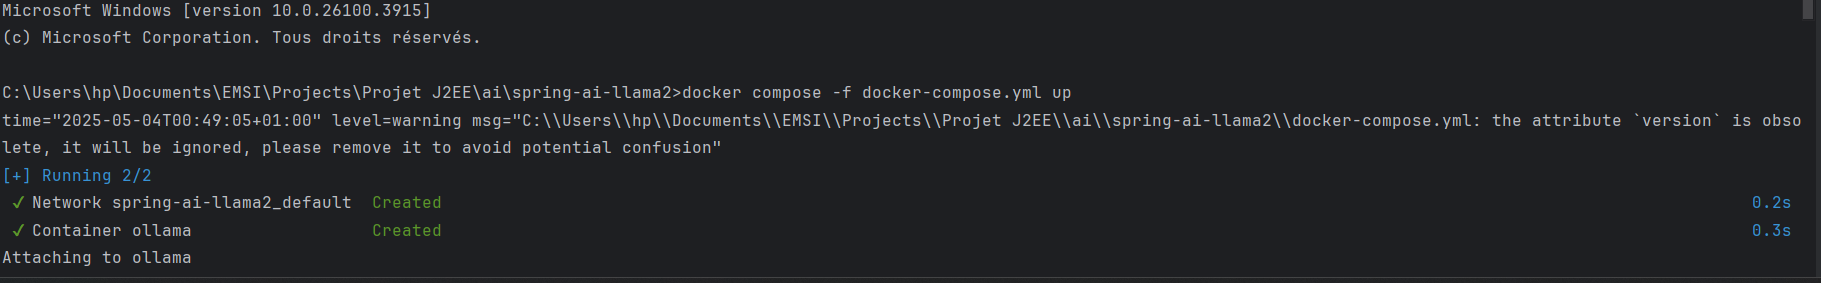 Microsoft Windows [version 10.0.26100.3915]
(c) Microsoft Corporation. Tous droits réservés.
C:\Users\hp\Documents\EMSI\Projects\Projet J2EE\ai\spring-ai-llama2>docker compose -f docker-compose.yml up
time="2025-05-04T00:49:05+01:00" level=warning msg="C:\\Users\\hp\\Documents\\EMSI\\Projects\\Projet J2EE\\ai\\spring-ai-llama2\\docker-compose.yml: the attribute `version` is obso
lete, it will be ignored, please remove it to avoid potential confusion"
[+] Running 2/2
✓ Network spring-ai-llama2_default  Created 0.2s
✓ Container ollama Created 0.3s
Attaching to ollama